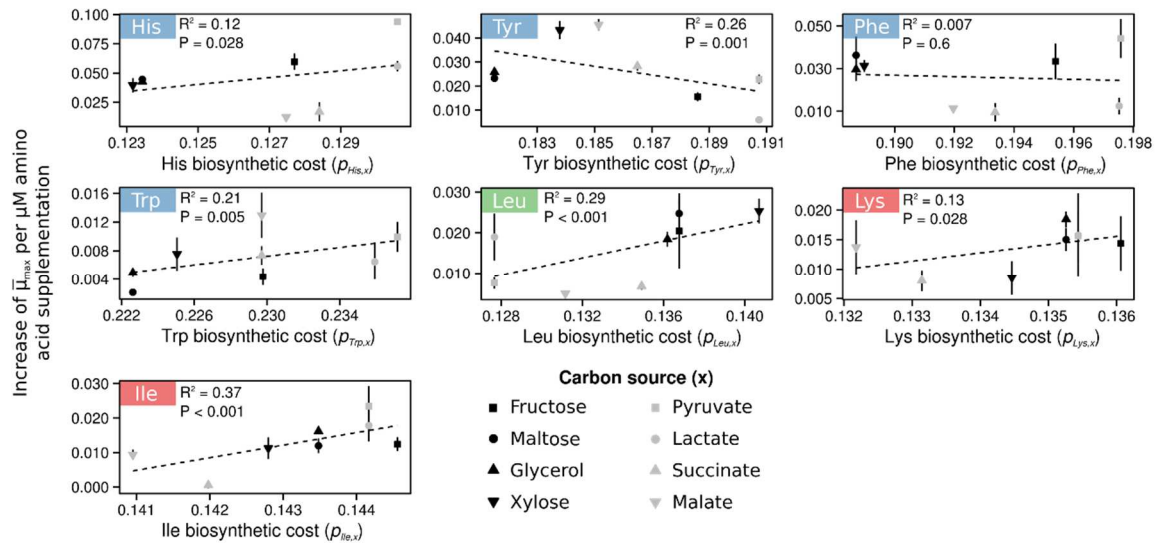 Increase of μ̅max per μM amino
acid supplementation
His
R² = 0.12
P = 0.028
0.100
0.075
0.050
0.025
0.123 0.125 0.127 0.129
His biosynthetic cost (pHis,x)
Tyr
R² = 0.26
P = 0.001
0.040
0.030
0.020
0.010
0.183 0.185 0.187 0.189 0.191
Tyr biosynthetic cost (pTyr,x)
Phe
R² = 0.007
P = 0.6
0.050
0.030
0.010
0.190 0.192 0.194 0.196 0.198
Phe biosynthetic cost (pPhe,x)
Trp
R² = 0.21
P = 0.005
0.016
0.012
0.008
0.004
0.222 0.226 0.230 0.234
Trp biosynthetic cost (pTrp,x)
Leu
R² = 0.29
P < 0.001
0.030
0.020
0.010
0.128 0.132 0.136 0.140
Leu biosynthetic cost (pLeu,x)
Lys
R² = 0.13
P = 0.028
0.020
0.015
0.010
0.005
0.132 0.133 0.134 0.135 0.136
Lys biosynthetic cost (pLys,x)
Ile
R² = 0.37
P < 0.001
0.030
0.020
0.010
0.000
0.141 0.142 0.143 0.144
Ile biosynthetic cost (pIle,x)
Carbon source (x)
Fructose
Maltose
Glycerol
Xylose
Pyruvate
Lactate
Succinate
Malate